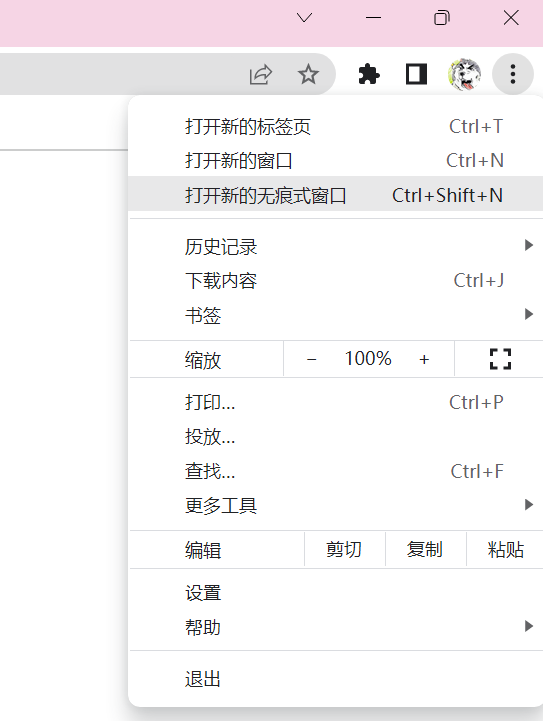 打开新的标签页 Ctrl+T
打开新的窗口 Ctrl+N
打开新的无痕式窗口 Ctrl+Shift+N
历史记录
下载内容 Ctrl+J
书签
缩放 − 100% +
打印... Ctrl+P
投放...
查找... Ctrl+F
更多工具
编辑 剪切 复制 粘贴
设置
帮助
退出